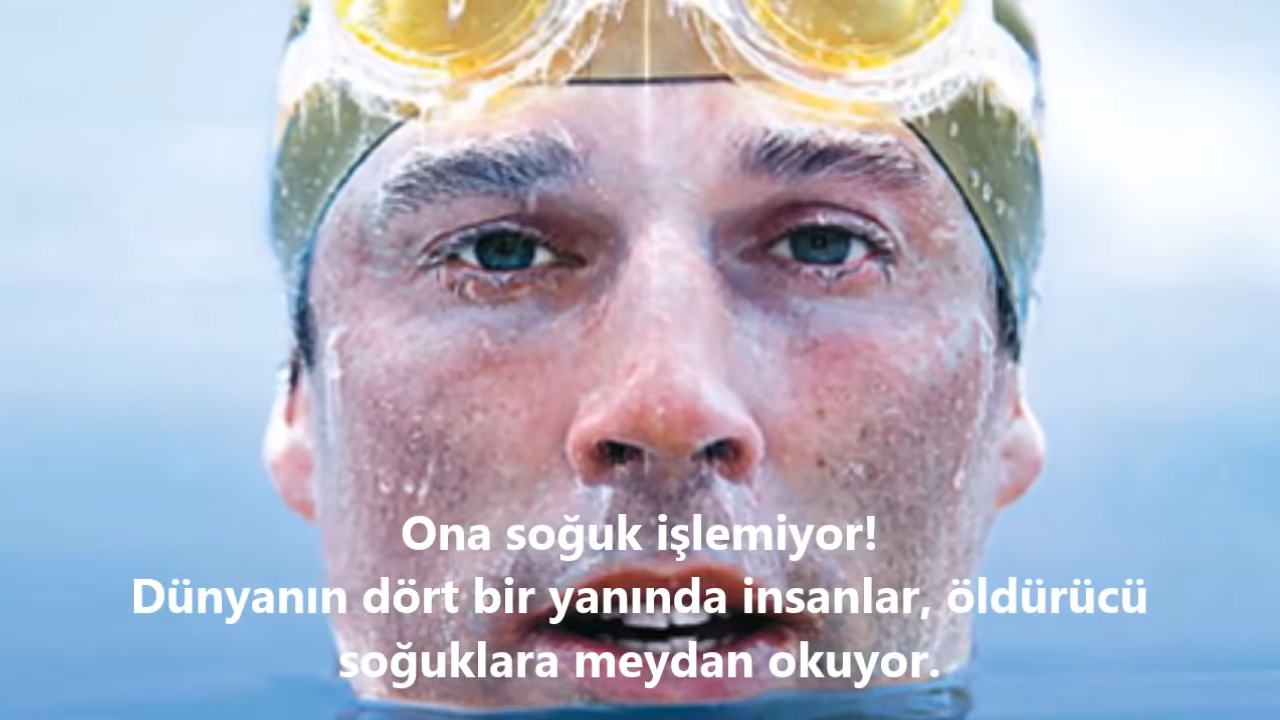 Ona soğuk işlemiyor!
Dünyanın dört bir yanında insanlar, öldürücü
soğuklara meydan okuyor.